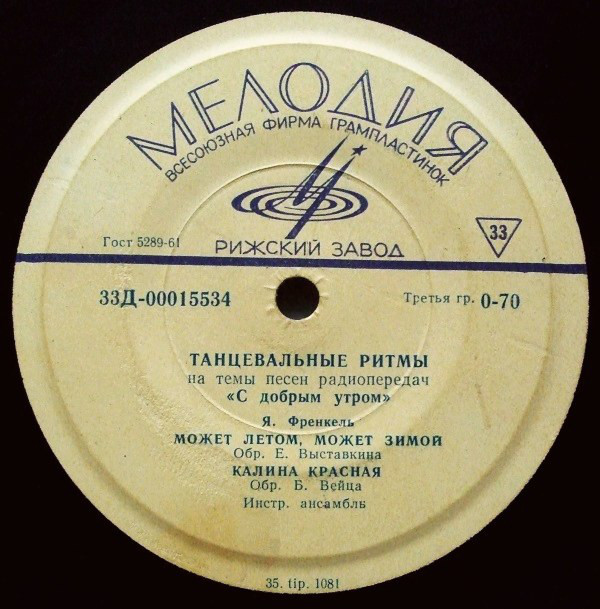 МЕЛОДИЯ
ВСЕСОЮЗНАЯ ФИРМА ГРАМПЛАСТИНОК
Гост 5289-61
РИЖСКИЙ ЗАВОД
33
33Д-00015534
Третья гр. 0-70
ТАНЦЕВАЛЬНЫЕ РИТМЫ
на темы песен радиопередач
«С добрым утром»
Я. Френкель
МОЖЕТ ЛЕТОМ, МОЖЕТ ЗИМОЙ
Обр. Е. Выставкина
КАЛИНА КРАСНАЯ
Обр. Б. Вейца
Инстр. ансамбль
35. tip. 1081